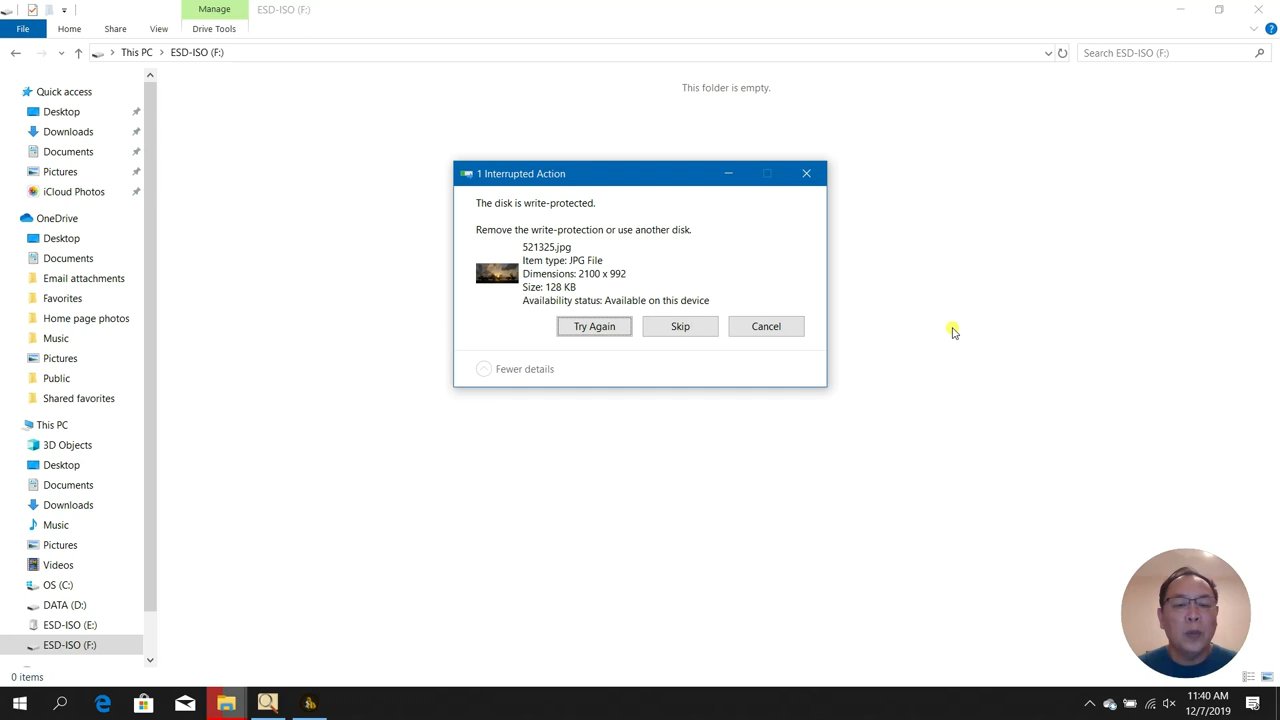 Manage
ESD-ISO (F:)
File
Home
Share
View
Drive Tools
This PC
ESD-ISO (F:)
Search ESD-ISO (F:)
This folder is empty.
Quick access
Desktop
Downloads
Documents
Pictures
iCloud Photos
OneDrive
Desktop
Documents
Email attachments
Favorites
Home page photos
Music
Pictures
Public
Shared favorites
This PC
3D Objects
Desktop
Documents
Downloads
Music
Pictures
Videos
OS (C:)
DATA (D:)
ESD-ISO (E:)
ESD-ISO (F:)
1 Interrupted Action
The disk is write-protected.
Remove the write-protection or use another disk.
521325.jpg
Item type: JPG File
Dimensions: 2100 x 992
Size: 128 KB
Availability status: Available on this device
Try Again
Skip
Cancel
Fewer details
0 items
11:40 AM
12/7/2019